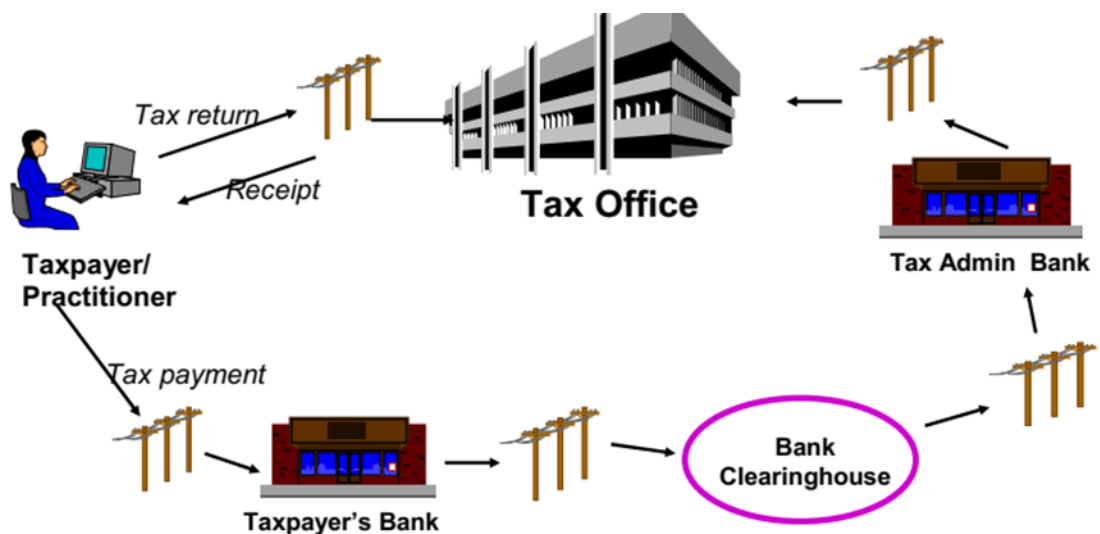 Tax return
Receipt
Tax Office
Taxpayer/
Practitioner
Tax Admin Bank
Tax payment
Bank
Clearinghouse
Taxpayer’s Bank